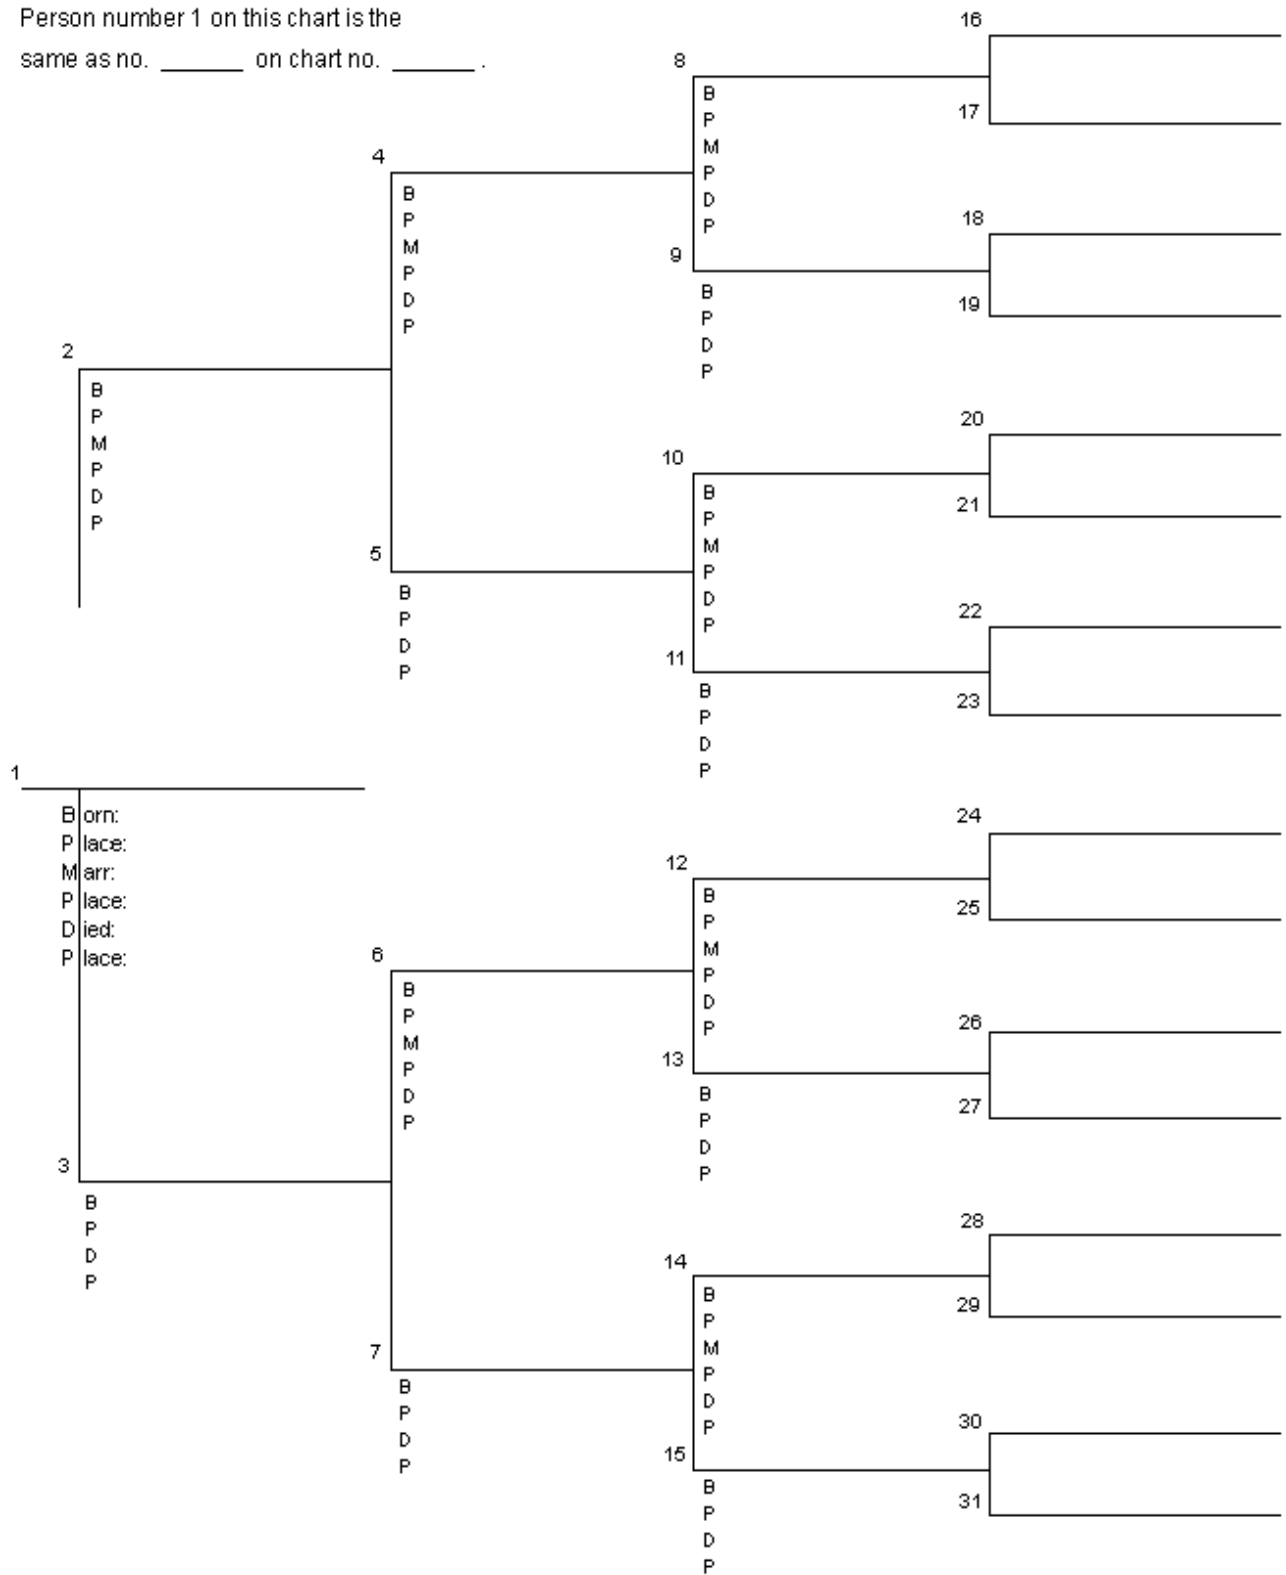 Person number 1 on this chart is the
same as no. ______ on chart no. ______ .
16
8
B
P
M
P
D
P
17
4
B
P
M
P
D
P
18
9
B
P
D
P
19
2
B
P
M
P
D
P
20
10
B
P
M
P
D
P
21
5
B
P
D
P
22
11
B
P
D
P
23
1
Born:
Place:
Marr:
Place:
Died:
Place:
24
12
B
P
M
P
D
P
25
6
B
P
M
P
D
P
26
13
B
P
D
P
27
3
B
P
D
P
28
14
B
P
M
P
D
P
29
7
B
P
D
P
30
15
B
P
D
P
31